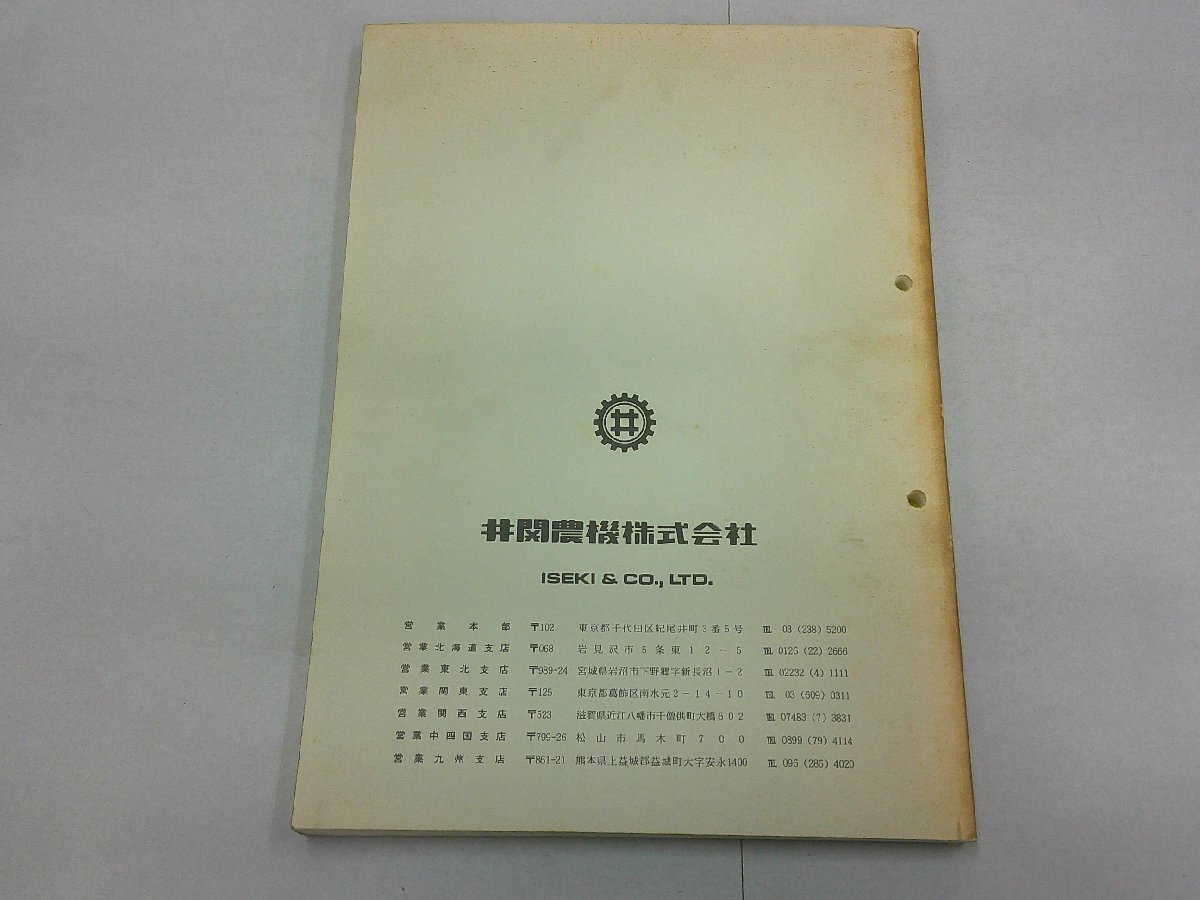 井
井関農機株式会社
ISEKI & CO., LTD.
営業本部 〒102 東京都千代田区紀尾井町3番6号 ℡ 03 (238) 5200
営業北海道支店 〒068 岩見沢市5条東12-5 ℡ 0126 (22) 2666
営業東北支店 〒989-24 宮城県岩沼市下野郷字新長沼1-2 ℡ 02232 (4) 1111
営業関東支店 〒125 東京都葛飾区南水元2-14-10 ℡ 03 (609) 0311
営業関西支店 〒523 滋賀県近江八幡市千僧供町大橋602 ℡ 07483 (7) 3831
営業中四国支店 〒799-26 松山市馬木町700 ℡ 0899 (79) 4114
営業九州支店 〒861-21 熊本県上益城郡益城町大字安永1400 ℡ 096 (286) 4020